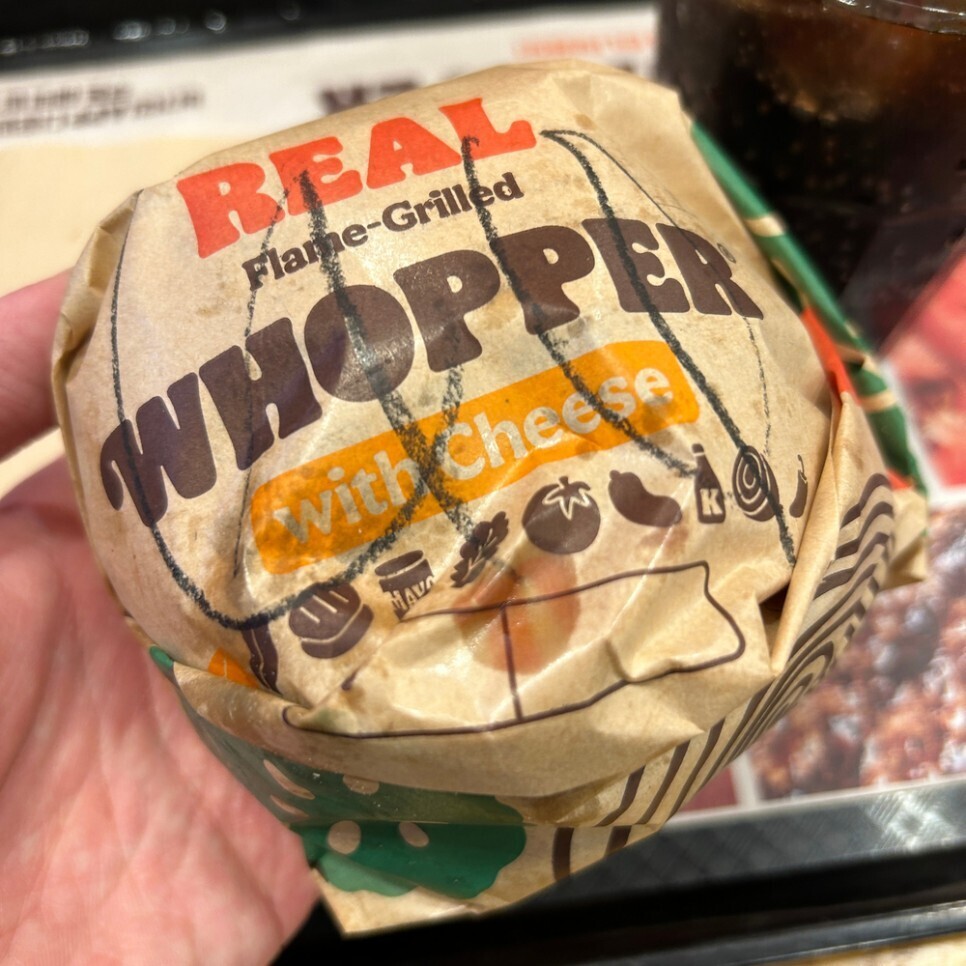 REAL
Flame-Grilled
WHOPPER
with Cheese
MAYO
K